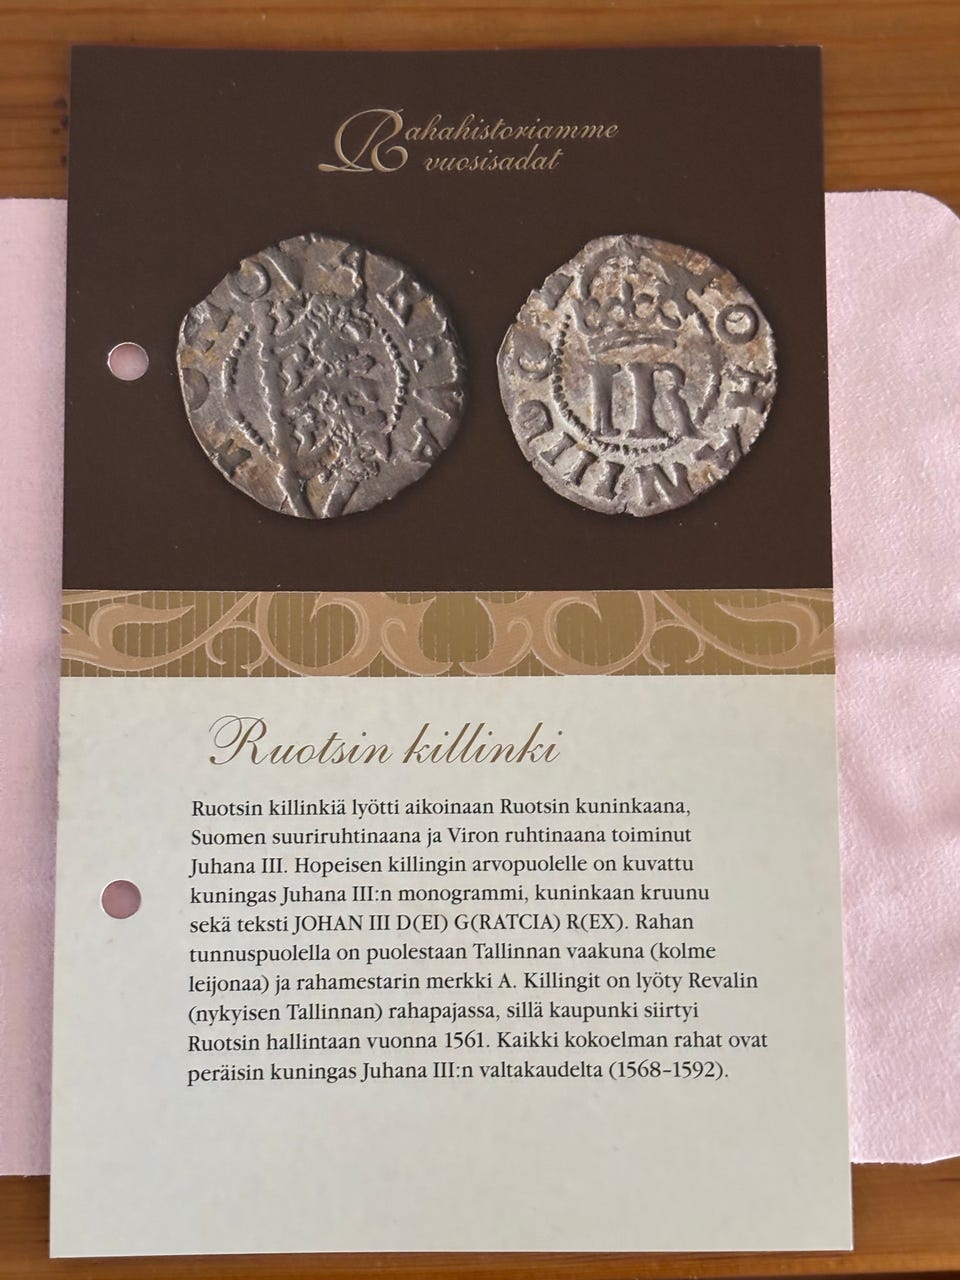 Rahahistoriamme
vuosisadat
IR
Ruotsin killinki
Ruotsin killinkiä lyötti aikoinaan Ruotsin kuninkaana,
Suomen suuriruhtinaana ja Viron ruhtinaana toiminut
Juhana III. Hopeisen killingin arvopuolelle on kuvattu
kuningas Juhana III:n monogrammi, kuninkaan kruunu
sekä teksti JOHAN III D(EI) G(RATCIA) R(EX). Rahan
tunnuspuolella on puolestaan Tallinnan vaakuna (kolme
leijonaa) ja rahamestarin merkki A. Killingit on lyöty Revalin
(nykyisen Tallinnan) rahapajassa, sillä kaupunki siirtyi
Ruotsin hallintaan vuonna 1561. Kaikki kokoelman rahat ovat
peräisin kuningas Juhana III:n valtakaudelta (1568–1592).